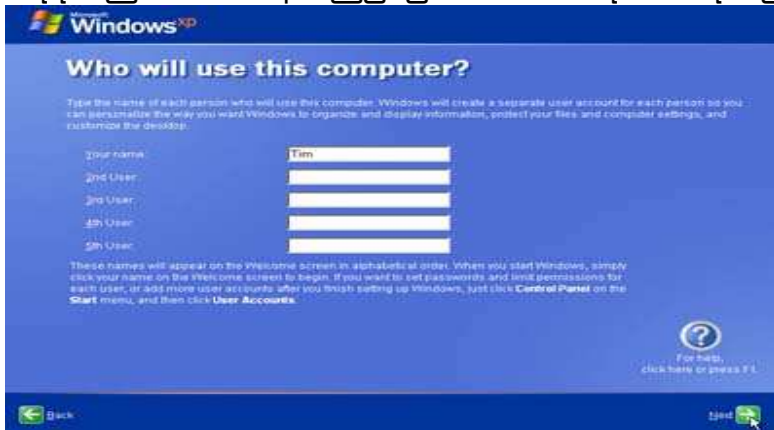 Microsoft
Windows xp
Who will use this computer?
Type the name of each person who will use this computer. Windows will create a separate user account for each person so you
can personalize the way you want Windows to organize and display information, protect your files and computer settings, and
customize the desktop.
Your name:
Tim
2nd User:
3rd User:
4th User:
5th User:
These names will appear on the Welcome screen in alphabetical order. When you start Windows, simply
click your name on the Welcome screen to begin. If you want to set passwords and limit permissions for
each user, or add more user accounts after you finish setting up Windows, just click Control Panel on the
Start menu, and then click User Accounts.
For help,
click here or press F1.
Back
Next